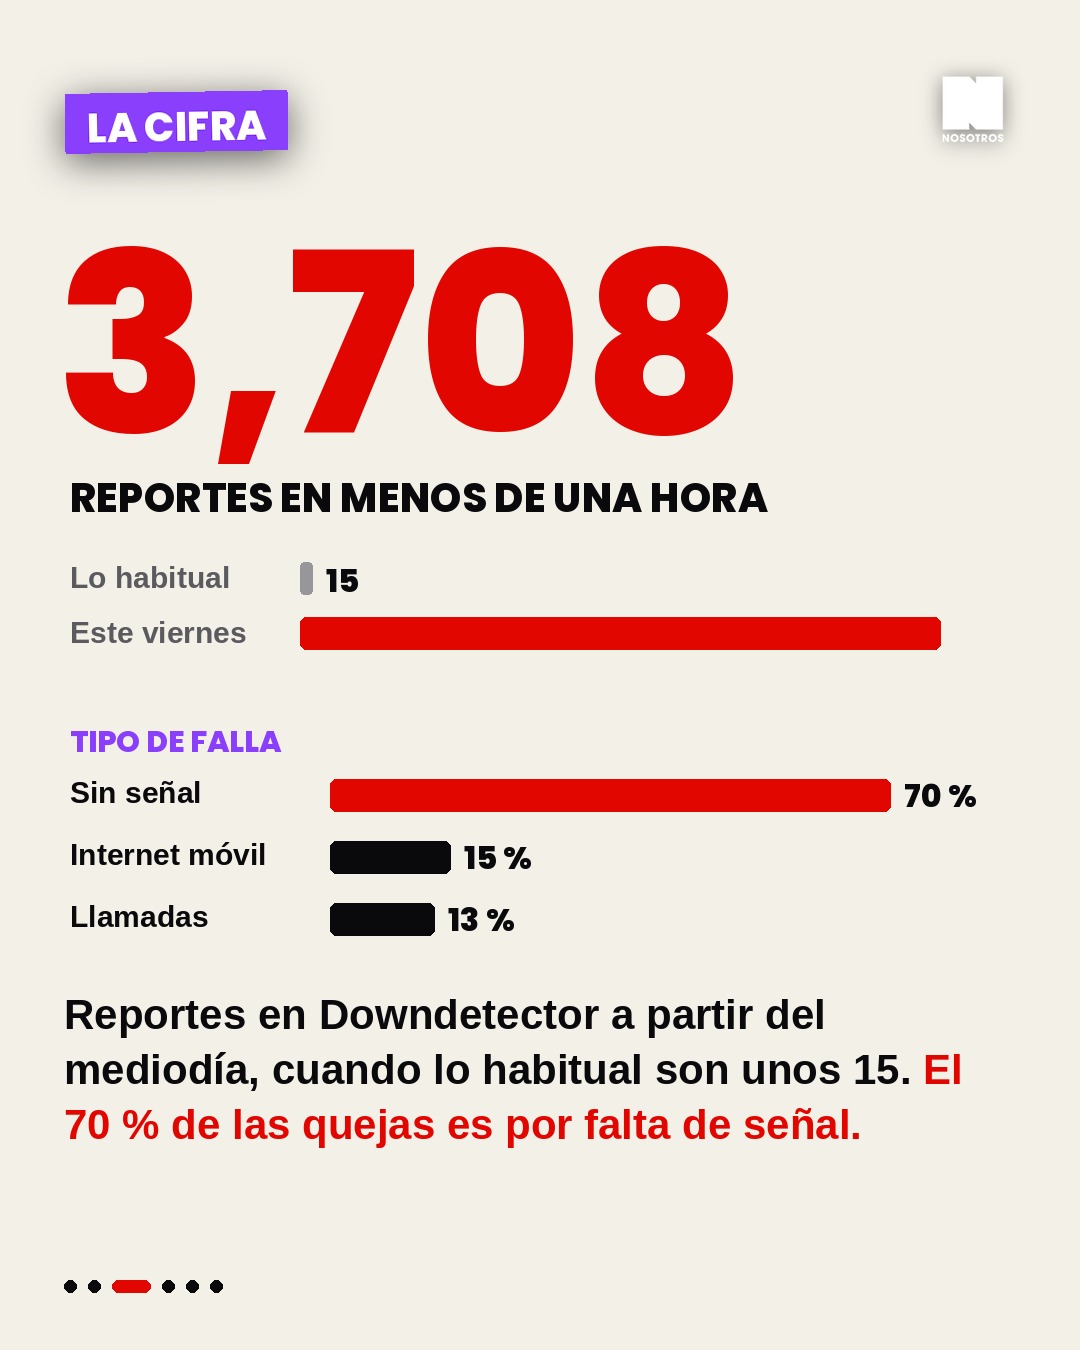 LA CIFRA
NOSOTROS
3,708
REPORTES EN MENOS DE UNA HORA
Lo habitual 15
Este viernes
TIPO DE FALLA
Sin señal 70 %
Internet móvil 15 %
Llamadas 13 %
Reportes en Downdetector a partir del
mediodía, cuando lo habitual son unos 15. El
70 % de las quejas es por falta de señal.